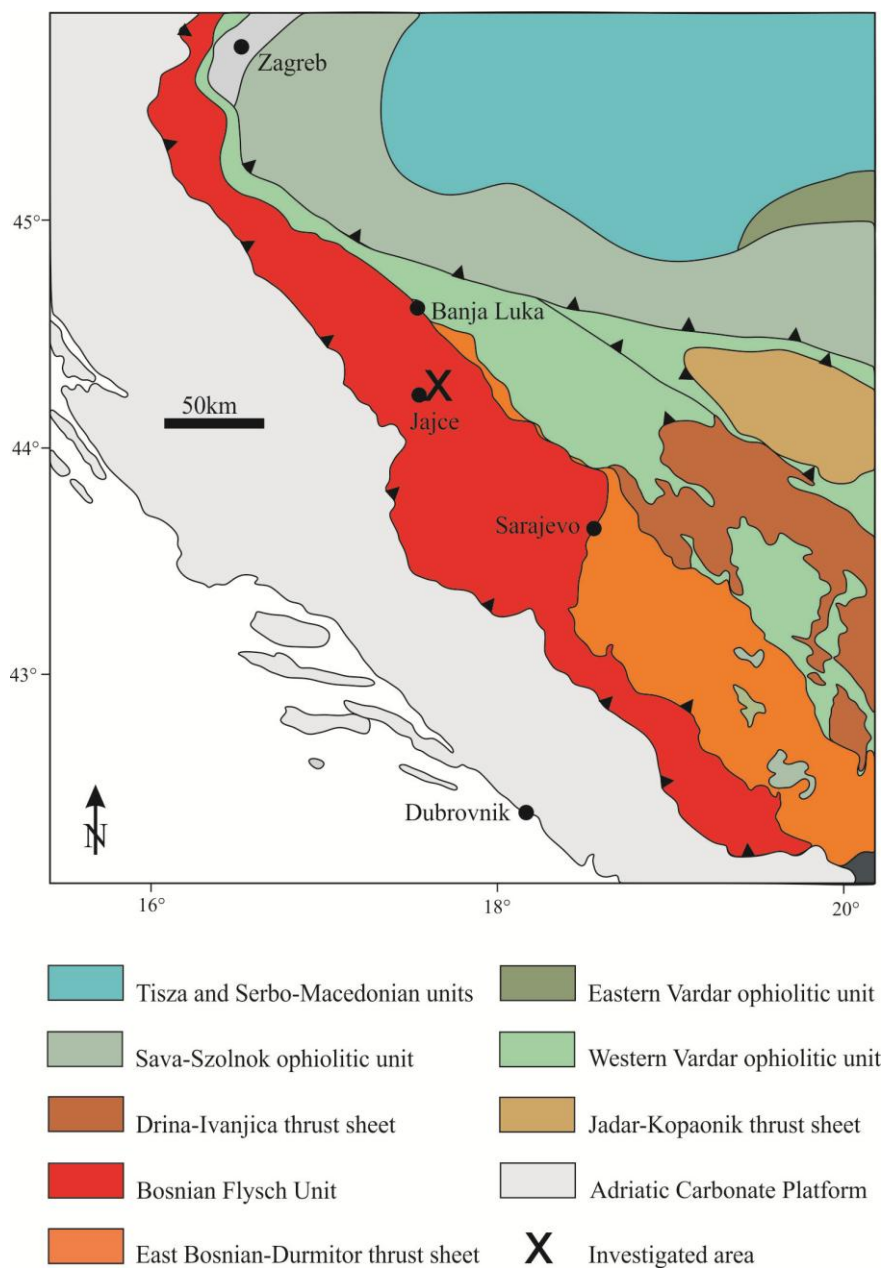 Zagreb
45°
Banja Luka
50km
Jajce
44°
Sarajevo
43°
Dubrovnik
N
16°
18°
20°
Tisza and Serbo-Macedonian units
Eastern Vardar ophiolitic unit
Sava-Szolnok ophiolitic unit
Western Vardar ophiolitic unit
Drina-Ivanjica thrust sheet
Jadar-Kopaonik thrust sheet
Bosnian Flysch Unit
Adriatic Carbonate Platform
East Bosnian-Durmitor thrust sheet
X Investigated area